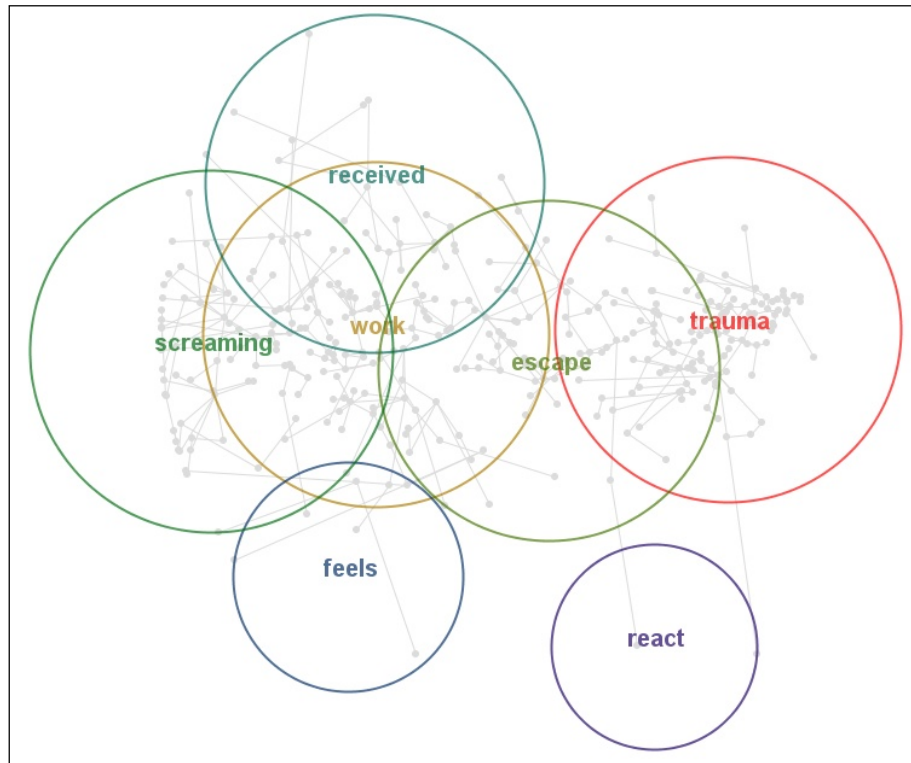 received
trauma
work
screaming
escape
feels
react